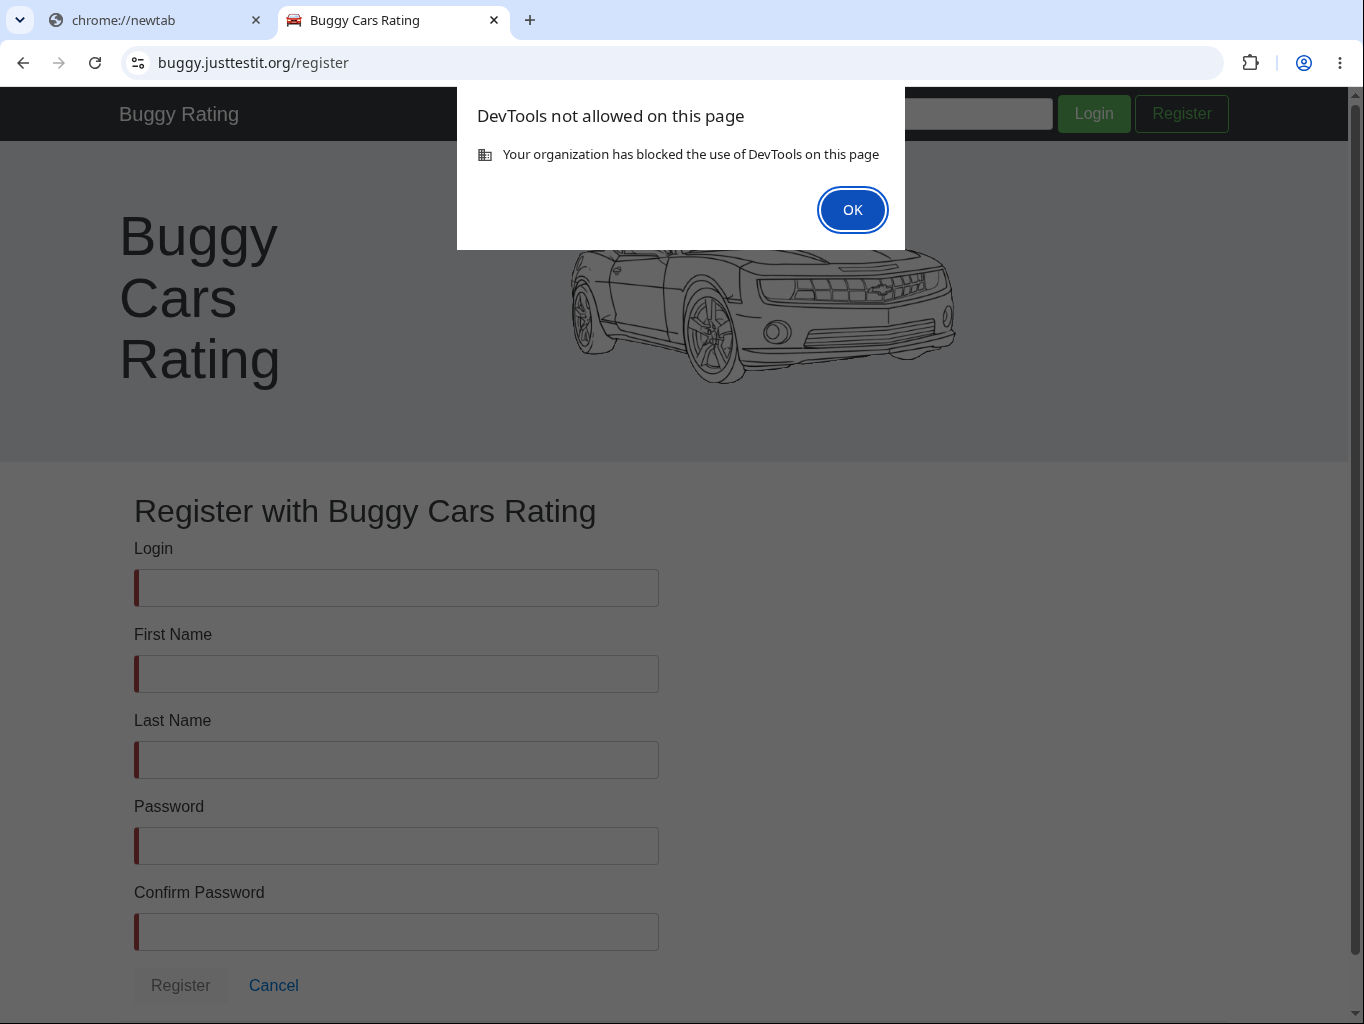 chrome://newtab
Buggy Cars Rating
buggy.justtestit.org/register
Buggy Rating
Login
Register
DevTools not allowed on this page
Your organization has blocked the use of DevTools on this page
OK
Buggy
Cars
Rating
Register with Buggy Cars Rating
Login
First Name
Last Name
Password
Confirm Password
Register
Cancel